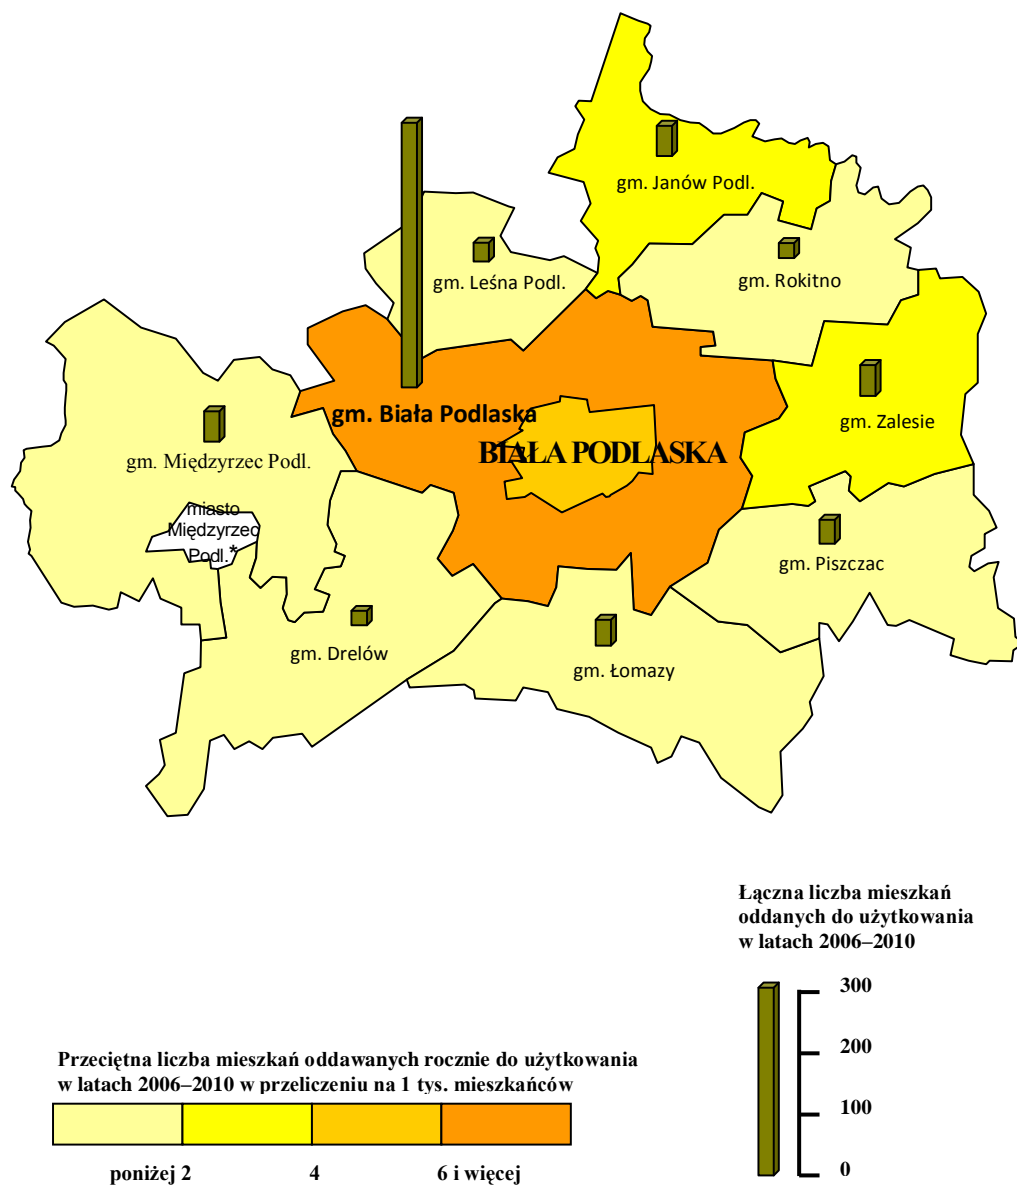 gm. Janów Podl.
gm. Leśna Podl.
gm. Rokitno
gm. Biała Podlaska
gm. Zalesie
BIAŁA PODLASKA
gm. Międzyrzec Podl.
miasto
Międzyrzec
Podl.*
gm. Piszczac
gm. Drelów
gm. Łomazy
Łączna liczba mieszkań
oddanych do użytkowania
w latach 2006–2010
300
200
100
0
Przeciętna liczba mieszkań oddawanych rocznie do użytkowania
w latach 2006–2010 w przeliczeniu na 1 tys. mieszkańców
poniżej 2 4 6 i więcej